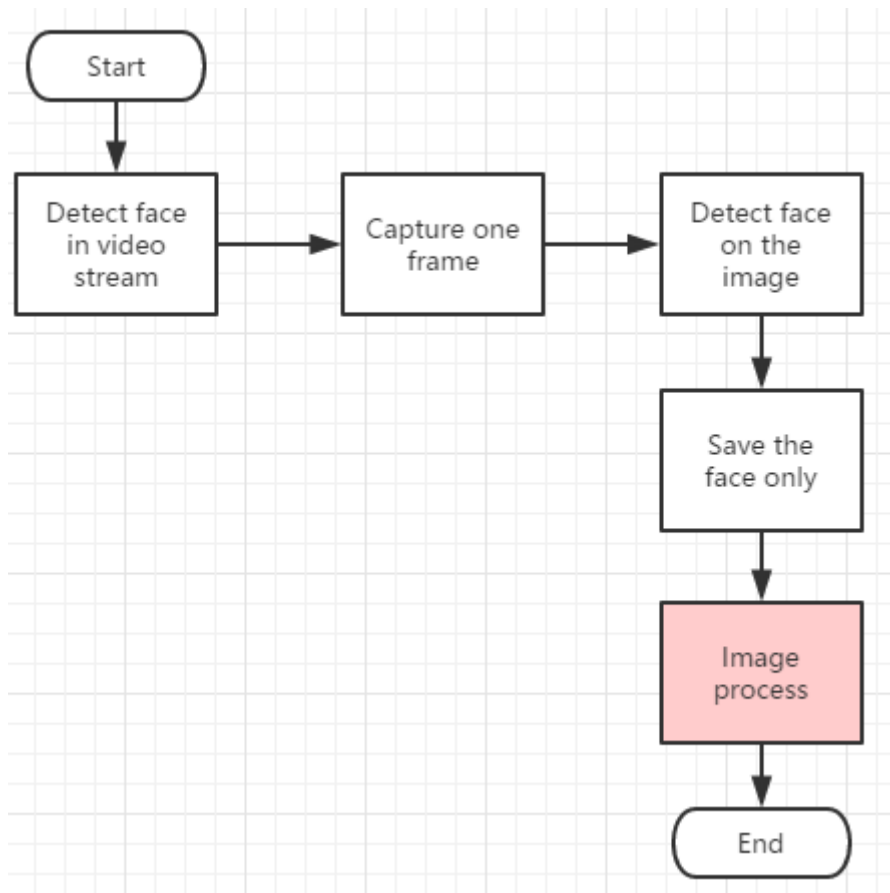 Start
Detect face
in video
stream
Capture one
frame
Detect face
on the
image
Save the
face only
Image
process
End